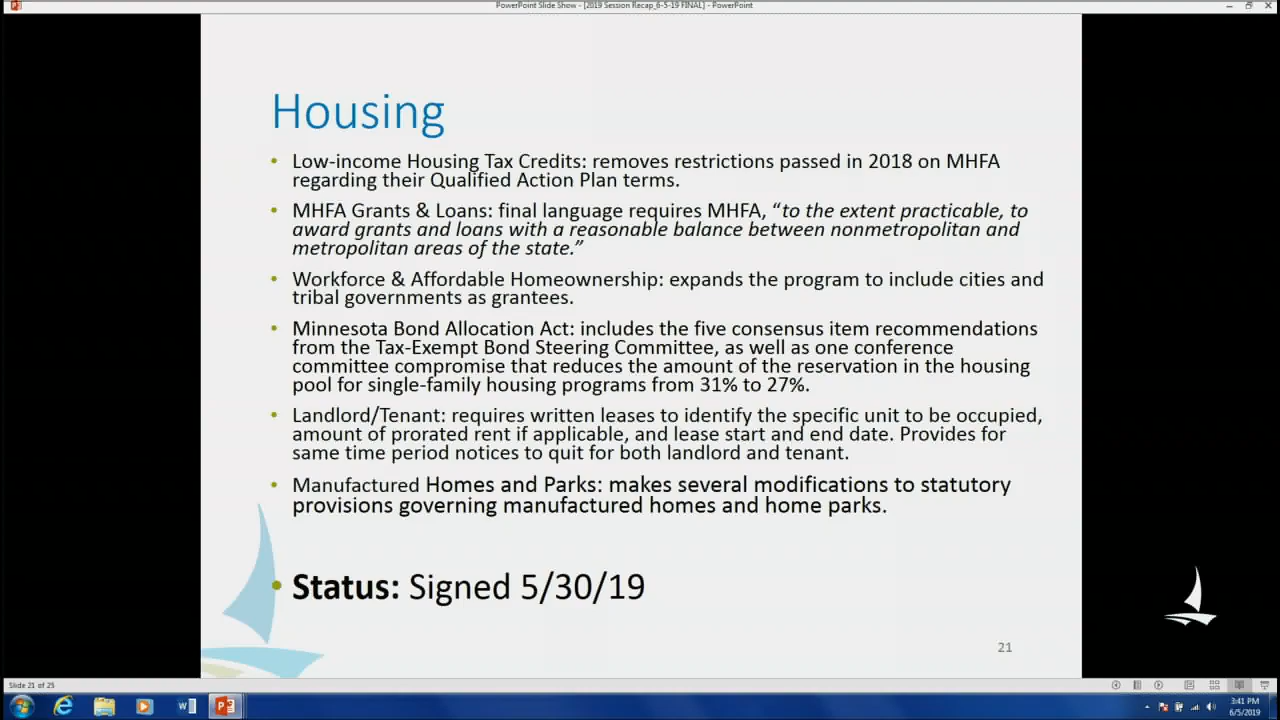 PowerPoint Slide Show - [2019 Session Recap_6-5-19 FINAL] - PowerPoint
Housing
• Low-income Housing Tax Credits: removes restrictions passed in 2018 on MHFA
regarding their Qualified Action Plan terms.
• MHFA Grants & Loans: final language requires MHFA, “to the extent practicable, to
award grants and loans with a reasonable balance between nonmetropolitan and
metropolitan areas of the state.”
• Workforce & Affordable Homeownership: expands the program to include cities and
tribal governments as grantees.
• Minnesota Bond Allocation Act: includes the five consensus item recommendations
from the Tax-Exempt Bond Steering Committee, as well as one conference
committee compromise that reduces the amount of the reservation in the housing
pool for single-family housing programs from 31% to 27%.
• Landlord/Tenant: requires written leases to identify the specific unit to be occupied,
amount of prorated rent if applicable, and lease start and end date. Provides for
same time period notices to quit for both landlord and tenant.
• Manufactured Homes and Parks: makes several modifications to statutory
provisions governing manufactured homes and home parks.
• Status: Signed 5/30/19
21
Slide 21 of 25
3:41 PM
6/5/2019